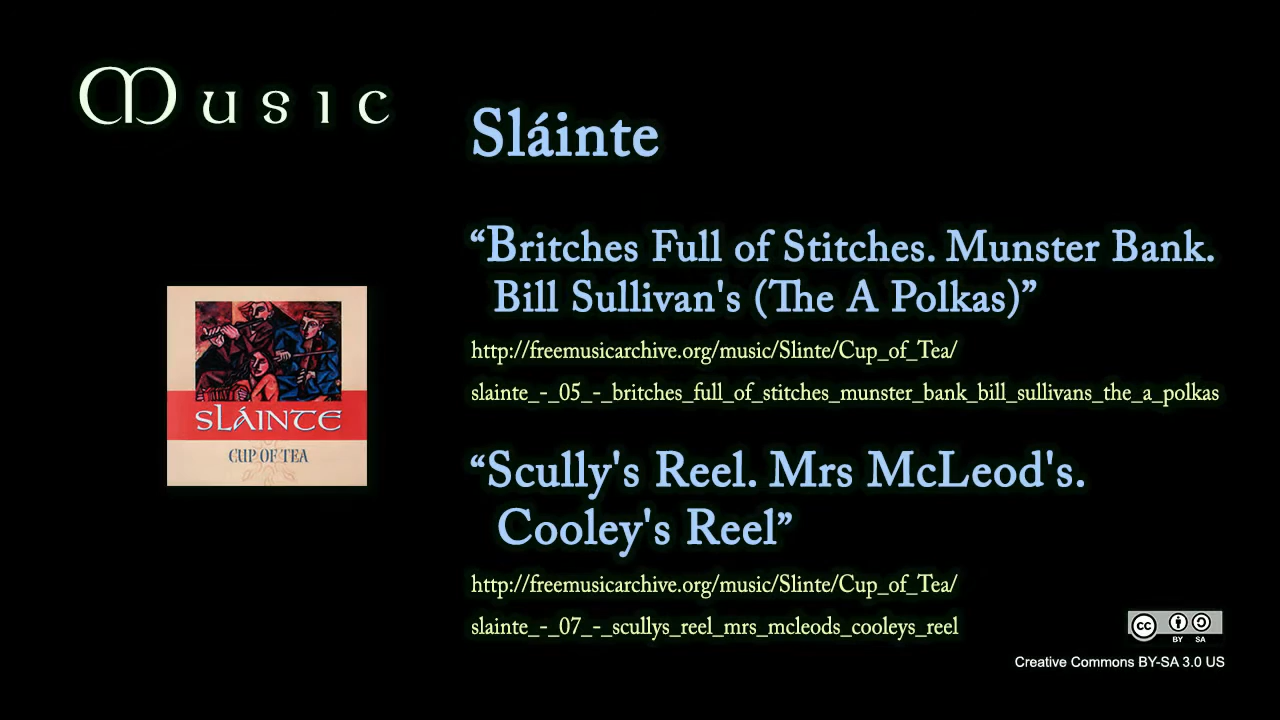 Music
Sláinte
“Britches Full of Stitches. Munster Bank.
Bill Sullivan's (The A Polkas)”
http://freemusicarchive.org/music/Slinte/Cup_of_Tea/
slainte_-_05_-_britches_full_of_stitches_munster_bank_bill_sullivans_the_a_polkas
SLÁINTE
CUP OF TEA
“Scully's Reel. Mrs McLeod's.
Cooley's Reel”
http://freemusicarchive.org/music/Slinte/Cup_of_Tea/
slainte_-_07_-_scullys_reel_mrs_mcleods_cooleys_reel
cc BY SA
Creative Commons BY-SA 3.0 US